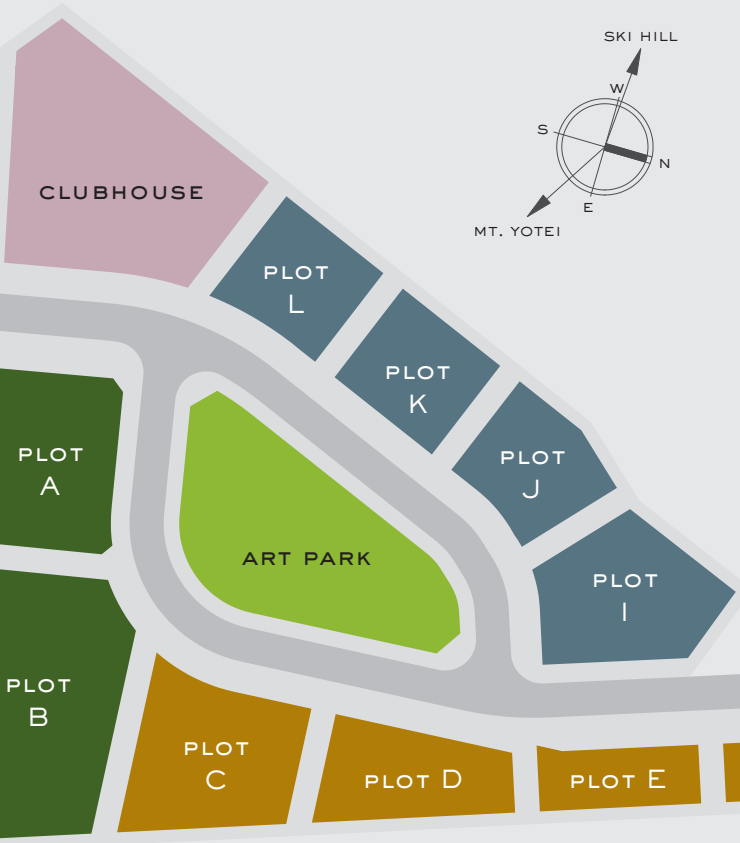 SKI HILL
W
S
N
E
MT. YOTEI
CLUBHOUSE
PLOT
L
PLOT
K
PLOT
A
PLOT
J
ART PARK
PLOT
I
PLOT
B
PLOT
C
PLOT D
PLOT E